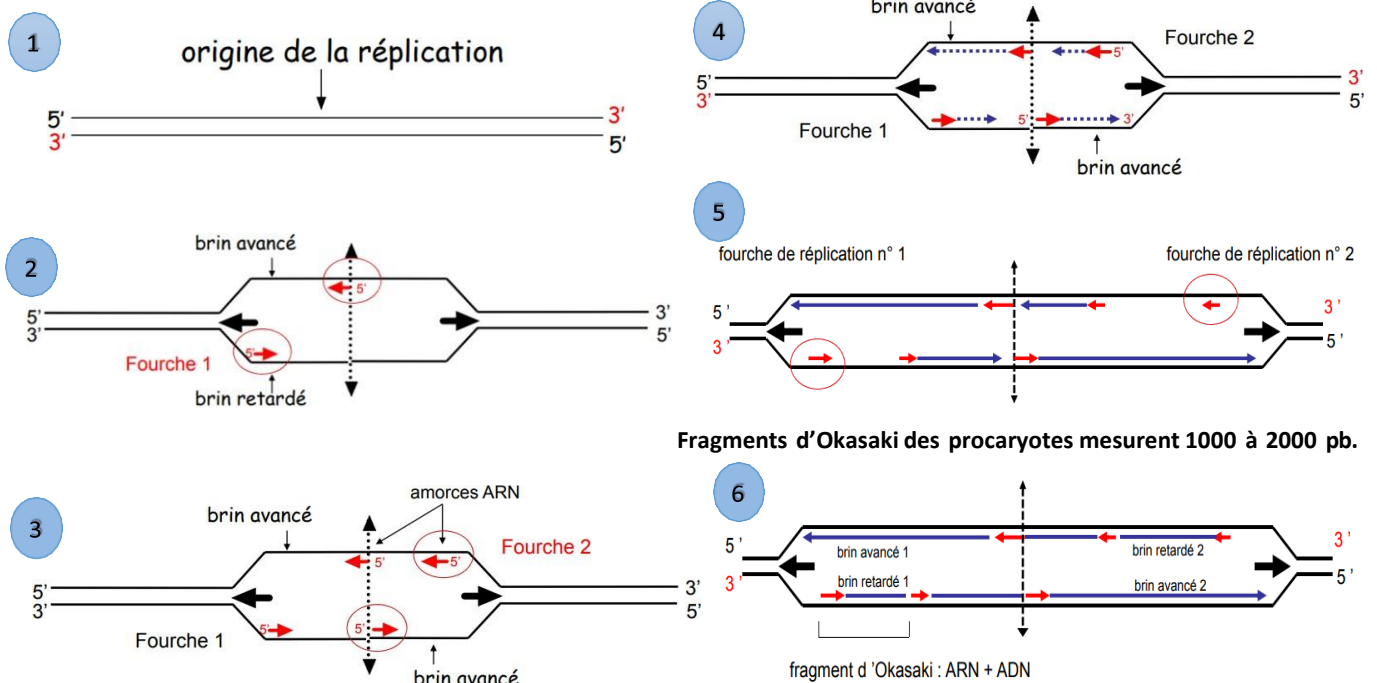 1
origine de la réplication
5'
3'
3'
5'
2
brin avancé
5'
5'
3'
3'
5'
5'
Fourche 1
brin retardé
3
amorces ARN
brin avancé
Fourche 2
5'
5'
5'
3'
3'
5'
5'
5'
Fourche 1
brin avancé
4
brin avancé
Fourche 2
5'
5'
3'
3'
5'
5'
3'
Fourche 1
brin avancé
5
fourche de réplication n° 1
fourche de réplication n° 2
5 '
3 '
3 '
5 '
Fragments d'Okasaki des procaryotes mesurent 1000 à 2000 pb.
6
5 '
3 '
brin avancé 1
brin retardé 2
3 '
5 '
brin retardé 1
brin avancé 2
fragment d 'Okasaki : ARN + ADN